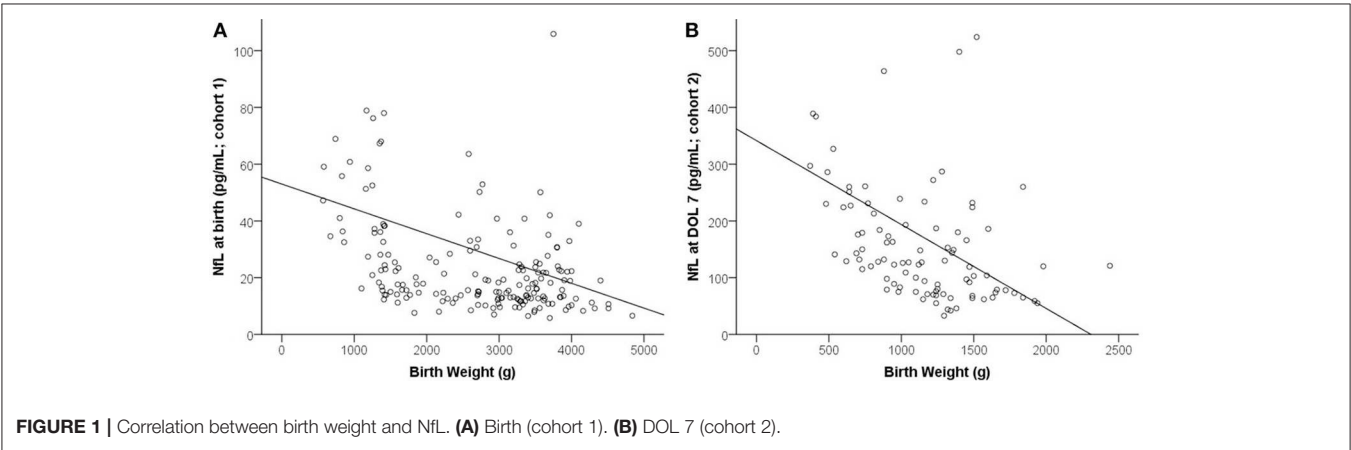 A
NfL at birth (pg/mL; cohort 1)
100
80
60
40
20
0
0 1000 2000 3000 4000 5000
Birth Weight (g)
B
NfL at DOL 7 (pg/mL; cohort 2)
500
400
300
200
100
0
0 500 1000 1500 2000 2500
Birth Weight (g)
FIGURE 1 | Correlation between birth weight and NfL. (A) Birth (cohort 1). (B) DOL 7 (cohort 2).